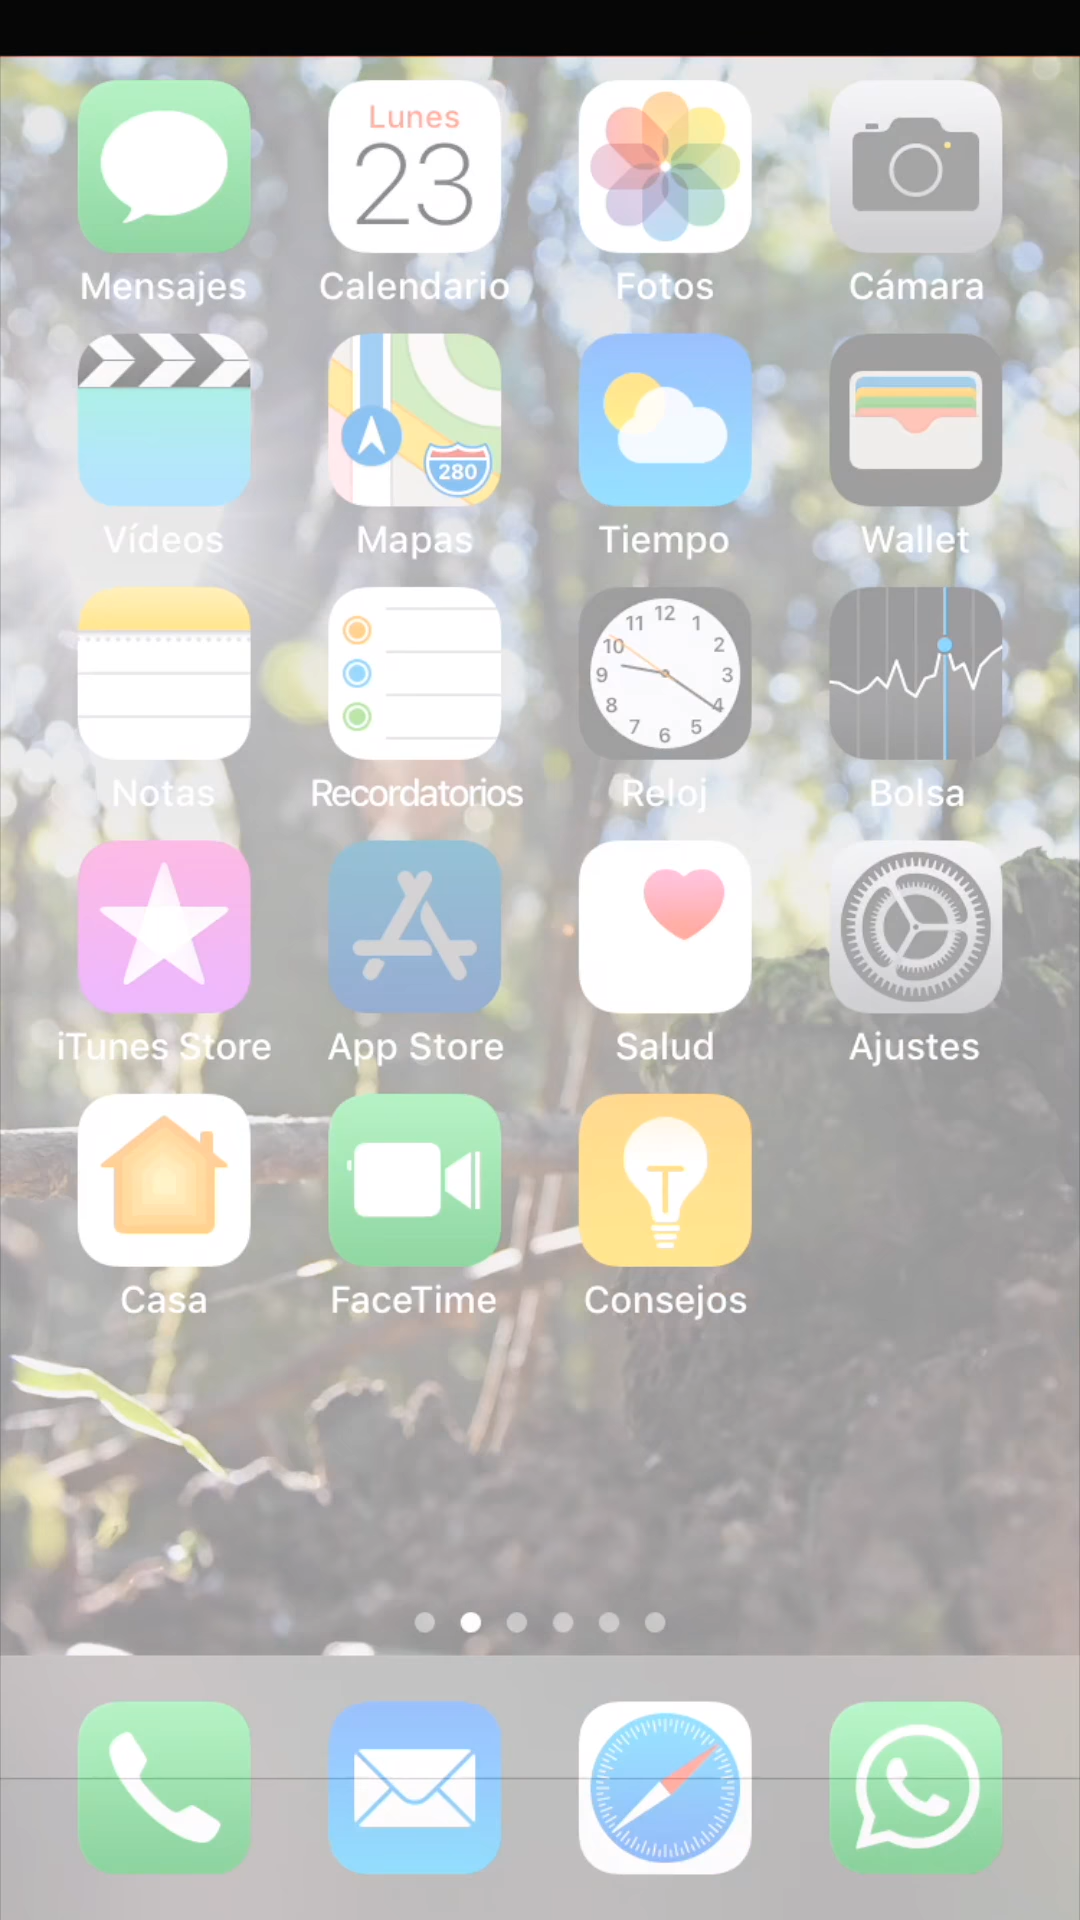 Lunes
23
Mensajes
Calendario
Fotos
Cámara
280
Vídeos
Mapas
Tiempo
Wallet
12
11
1
10
2
9
3
8
4
7
5
6
Notas
Recordatorios
Reloj
Bolsa
iTunes Store
App Store
Salud
Ajustes
Casa
FaceTime
Consejos